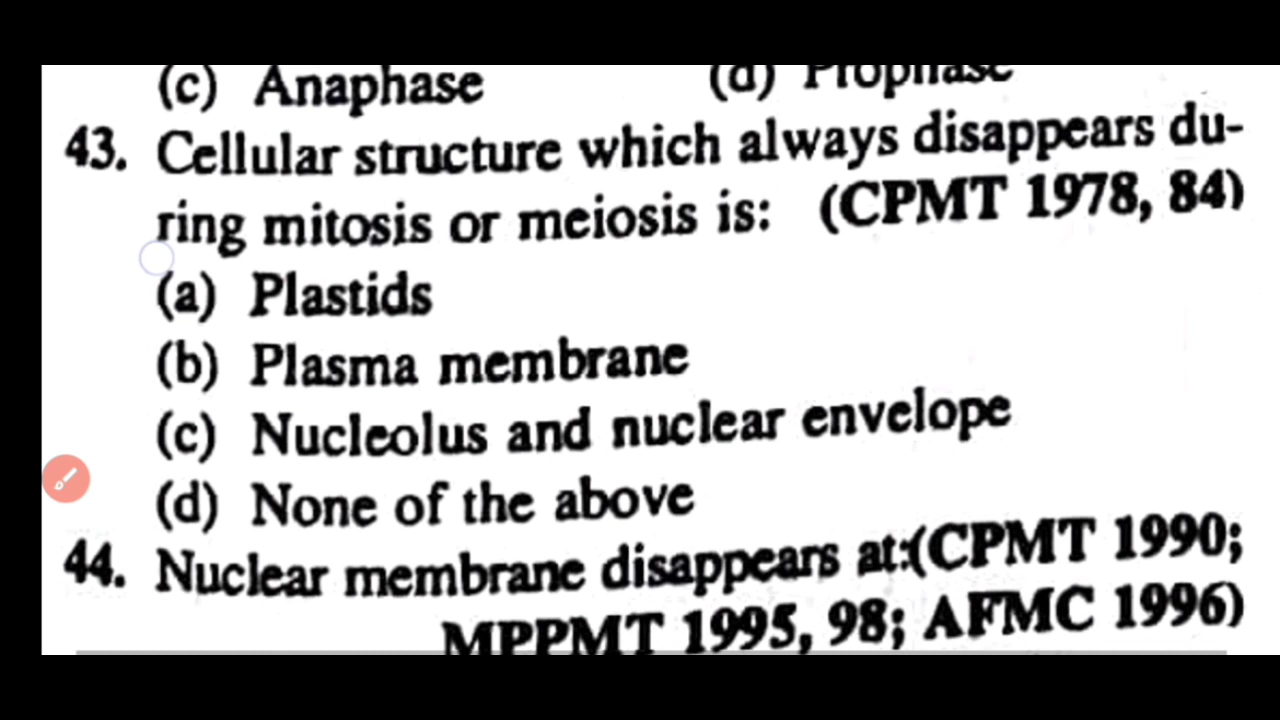 (c) Anaphase (d) Prophase
43. Cellular structure which always disappears du-
ring mitosis or meiosis is: (CPMT 1978, 84)
(a) Plastids
(b) Plasma membrane
(c) Nucleolus and nuclear envelope
(d) None of the above
44. Nuclear membrane disappears at:(CPMT 1990;
MPPMT 1995, 98; AFMC 1996)